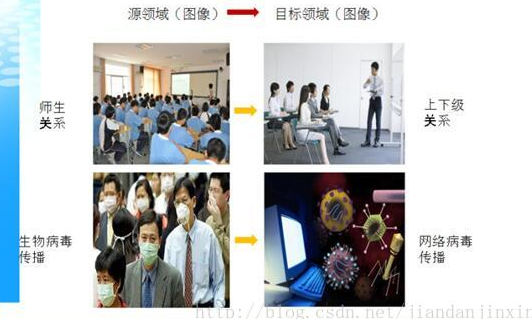 源领域（图像）
目标领域（图像）
师生
关系
上下级
关系
生物病毒
传播
网络病毒
传播
http://blog.csdn.net/jiandanjinxin